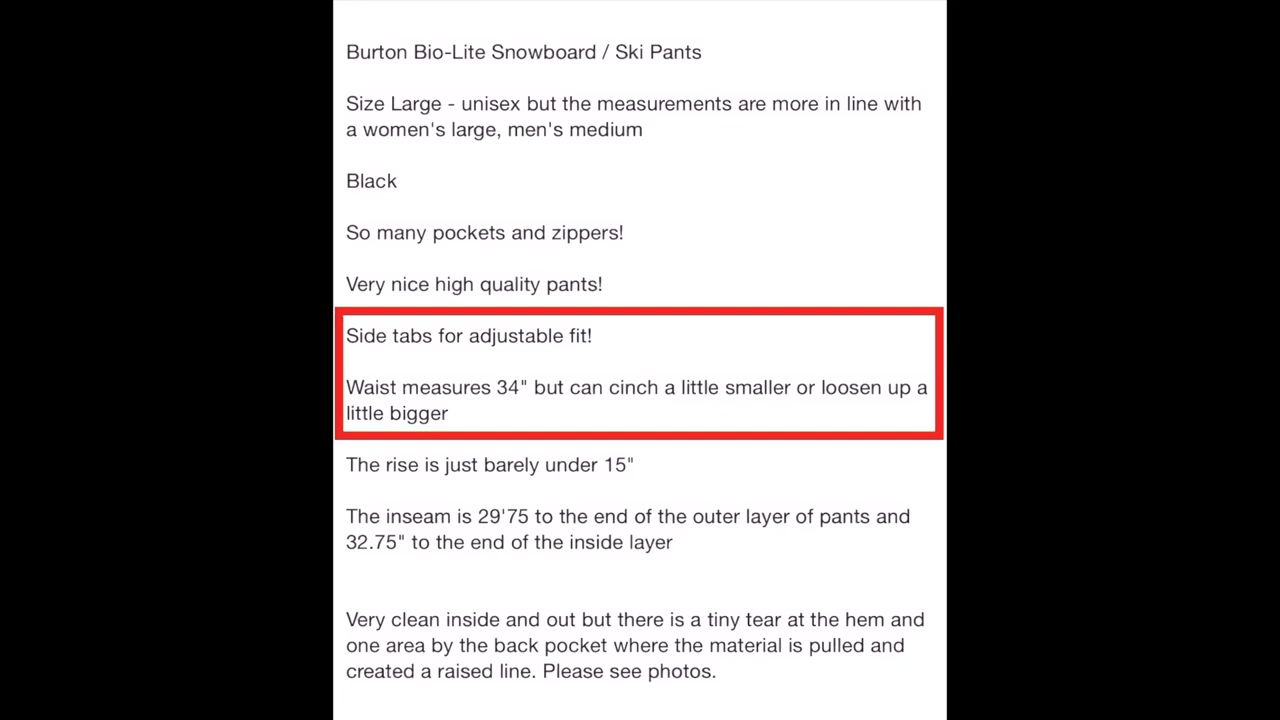 Burton Bio-Lite Snowboard / Ski Pants
Size Large - unisex but the measurements are more in line with
a women's large, men's medium
Black
So many pockets and zippers!
Very nice high quality pants!
Side tabs for adjustable fit!
Waist measures 34" but can cinch a little smaller or loosen up a
little bigger
The rise is just barely under 15"
The inseam is 29'75 to the end of the outer layer of pants and
32.75" to the end of the inside layer
Very clean inside and out but there is a tiny tear at the hem and
one area by the back pocket where the material is pulled and
created a raised line. Please see photos.